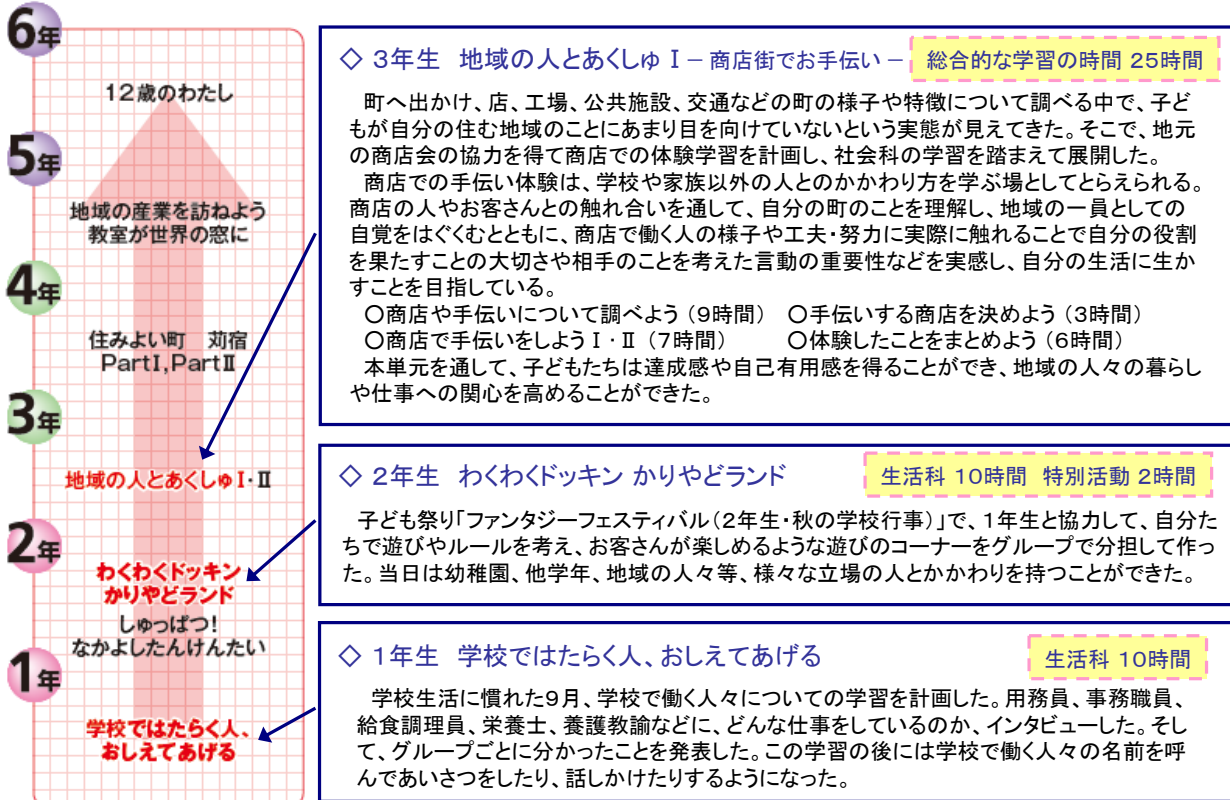 6年
12歳のわたし
5年
地域の産業を訪ねよう
教室が世界の窓に
4年
住みよい町　苅宿
PartⅠ,PartⅡ
3年
地域の人とあくしゅⅠ・Ⅱ
2年
わくわくドッキン
かりやどランド
しゅっぱつ！
なかよしたんけんたい
1年
学校ではたらく人、
おしえてあげる
◇ 3年生　地域の人とあくしゅ Ⅰ － 商店街でお手伝い －
総合的な学習の時間 25時間
町へ出かけ、店、工場、公共施設、交通などの町の様子や特徴について調べる中で、子ど
もが自分の住む地域のことにあまり目を向けていないという実態が見えてきた。そこで、地元
の商店会の協力を得て商店での体験学習を計画し、社会科の学習を踏まえて展開した。
商店での手伝い体験は、学校や家族以外の人とのかかわり方を学ぶ場としてとらえられる。
商店の人やお客さんとの触れ合いを通して、自分の町のことを理解し、地域の一員としての
自覚をはぐくむとともに、商店で働く人の様子や工夫・努力に実際に触れることで自分の役割
を果たすことの大切さや相手のことを考えた言動の重要性などを実感し、自分の生活に生か
すことを目指している。
○商店や手伝いについて調べよう（9時間）　○手伝いする商店を決めよう（3時間）
○商店で手伝いをしようⅠ・Ⅱ（7時間）　○体験したことをまとめよう（6時間）
本単元を通して、子どもたちは達成感や自己有用感を得ることができ、地域の人々の暮らし
や仕事への関心を高めることができた。
◇ 2年生　わくわくドッキン かりやどランド
生活科 10時間　特別活動 2時間
子ども祭り「ファンタジーフェスティバル（2年生・秋の学校行事）」で、1年生と協力して、自分た
ちで遊びやルールを考え、お客さんが楽しめるような遊びのコーナーをグループで分担して作っ
た。当日は幼稚園、他学年、地域の人々等、様々な立場の人とかかわりを持つことができた。
◇ 1年生　学校ではたらく人、おしえてあげる
生活科 10時間
学校生活に慣れた9月、学校で働く人々についての学習を計画した。用務員、事務職員、
給食調理員、栄養士、養護教諭などに、どんな仕事をしているのか、インタビューした。そし
て、グループごとに分かったことを発表した。この学習の後には学校で働く人々の名前を呼
んであいさつをしたり、話しかけたりするようになった。